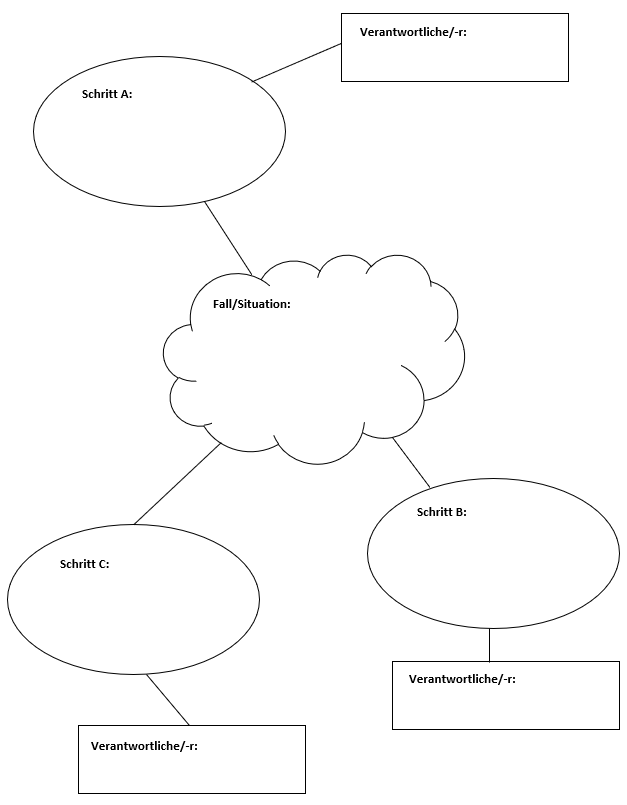 Verantwortliche/-r:
Schritt A:
Fall/Situation:
Schritt B:
Schritt C:
Verantwortliche/-r:
Verantwortliche/-r: